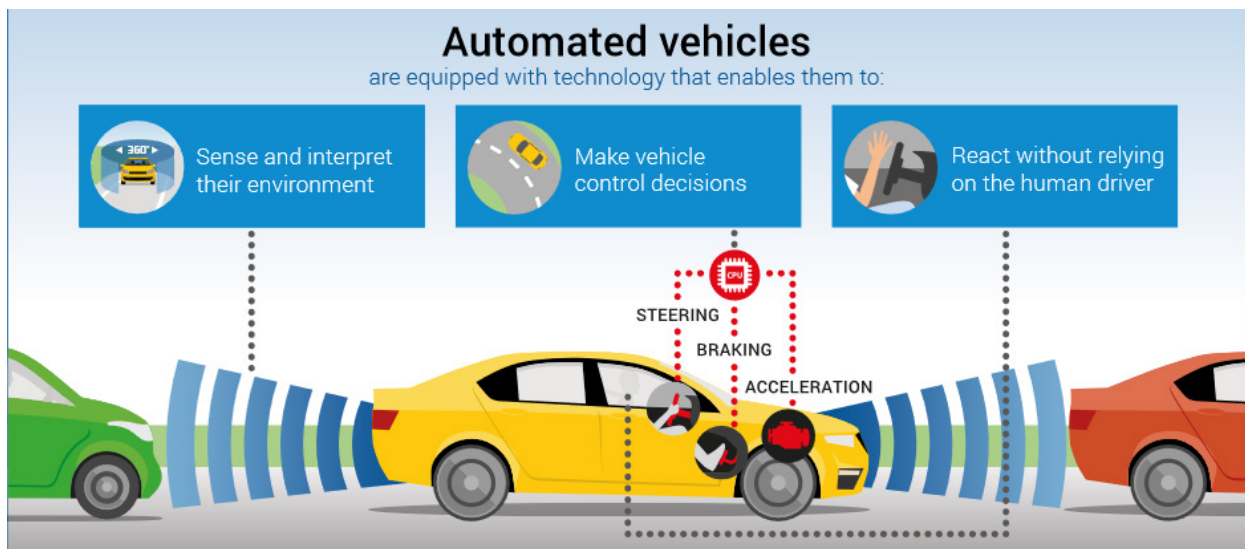 Automated vehicles
are equipped with technology that enables them to:
360°
Sense and interpret
their environment
Make vehicle
control decisions
React without relying
on the human driver
CPU
STEERING
BRAKING
ACCELERATION